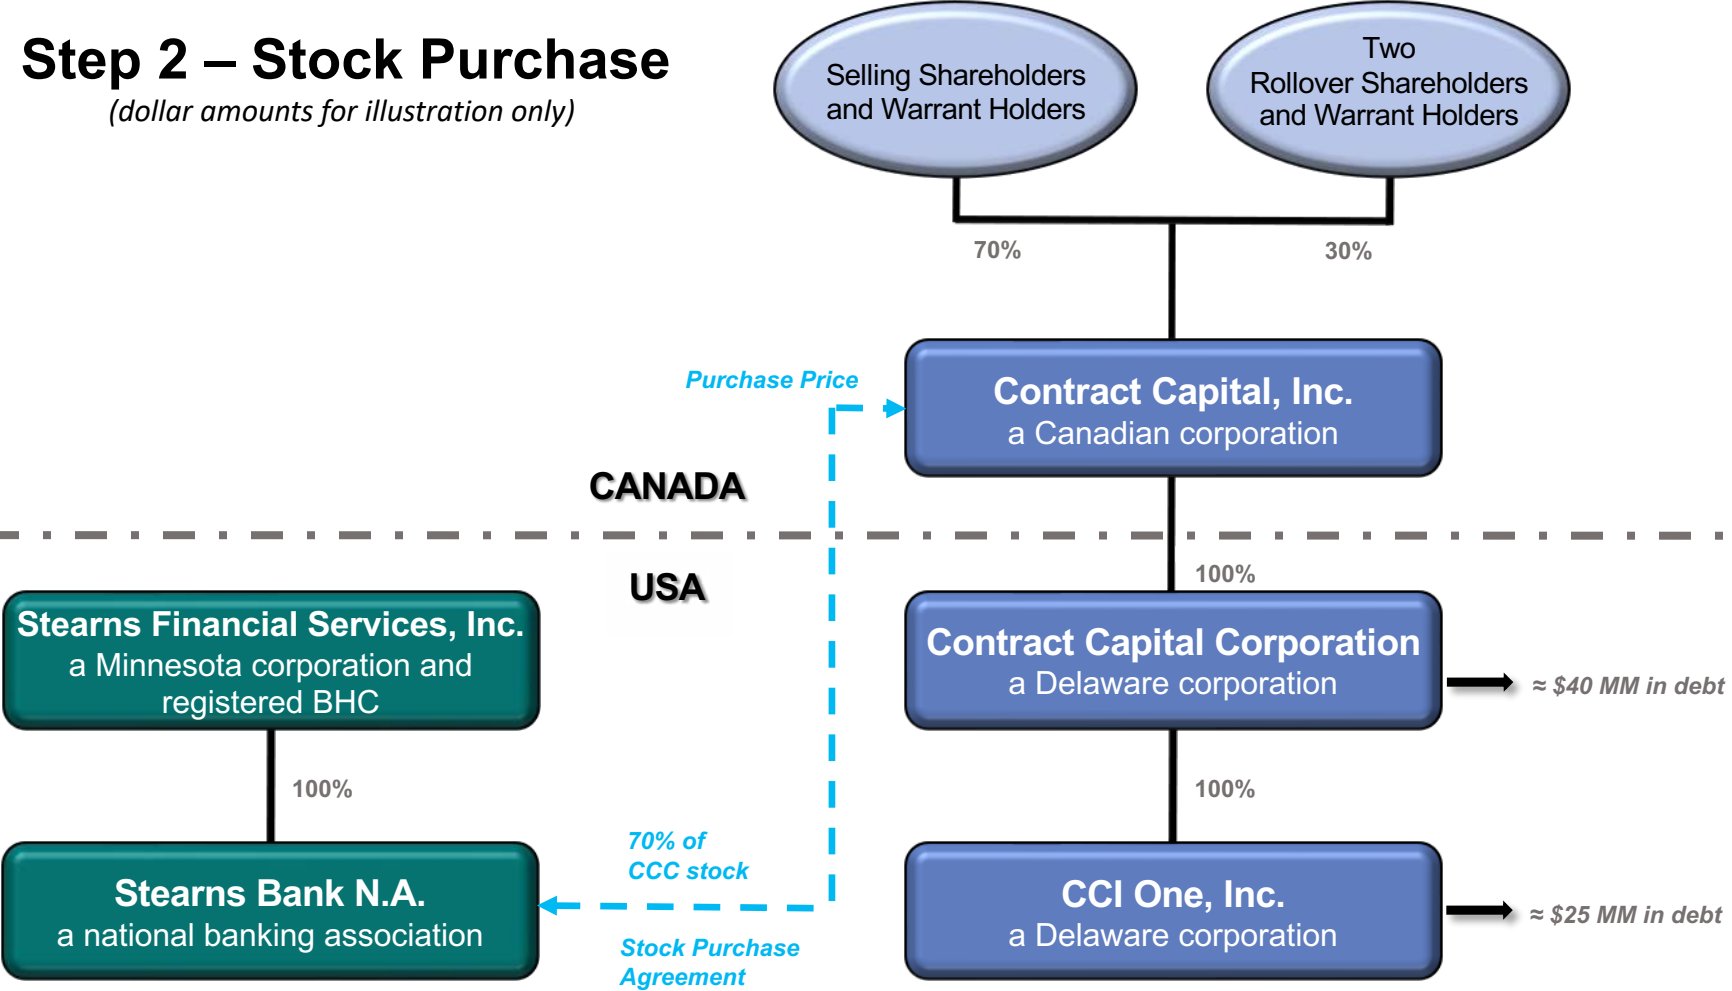 Step 2 – Stock Purchase
(dollar amounts for illustration only)
Selling Shareholders
and Warrant Holders
Two
Rollover Shareholders
and Warrant Holders
70%
30%
Purchase Price
Contract Capital, Inc.
a Canadian corporation
CANADA
USA
100%
Stearns Financial Services, Inc.
a Minnesota corporation and
registered BHC
Contract Capital Corporation
a Delaware corporation
≈ $40 MM in debt
100%
100%
70% of
CCC stock
Stearns Bank N.A.
a national banking association
Stock Purchase
Agreement
CCI One, Inc.
a Delaware corporation
≈ $25 MM in debt